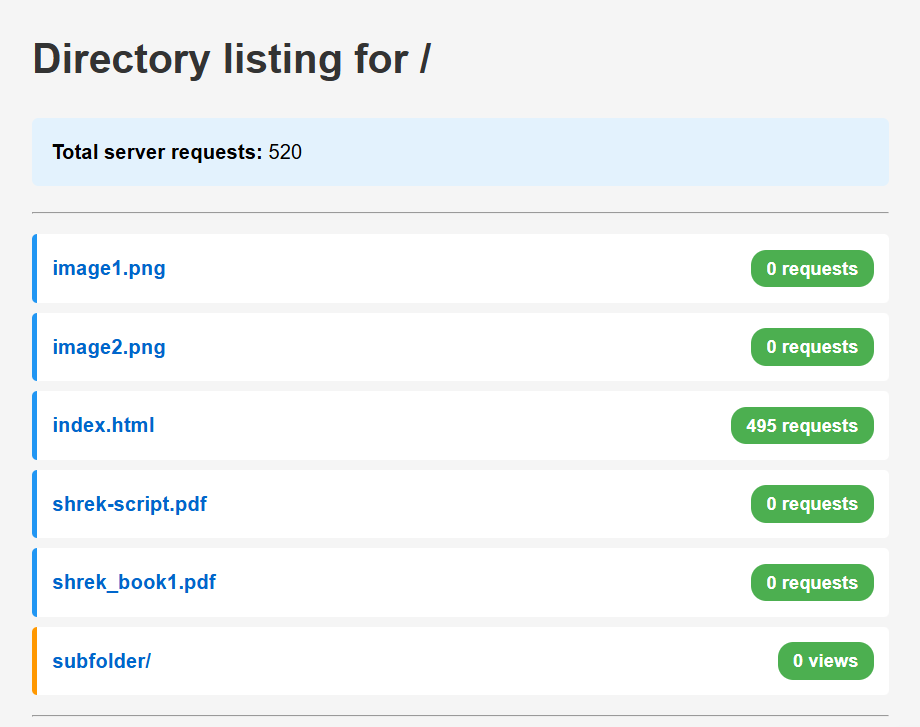 Directory listing for /
Total server requests: 520
image1.png 0 requests
image2.png 0 requests
index.html 495 requests
shrek-script.pdf 0 requests
shrek_book1.pdf 0 requests
subfolder/ 0 views